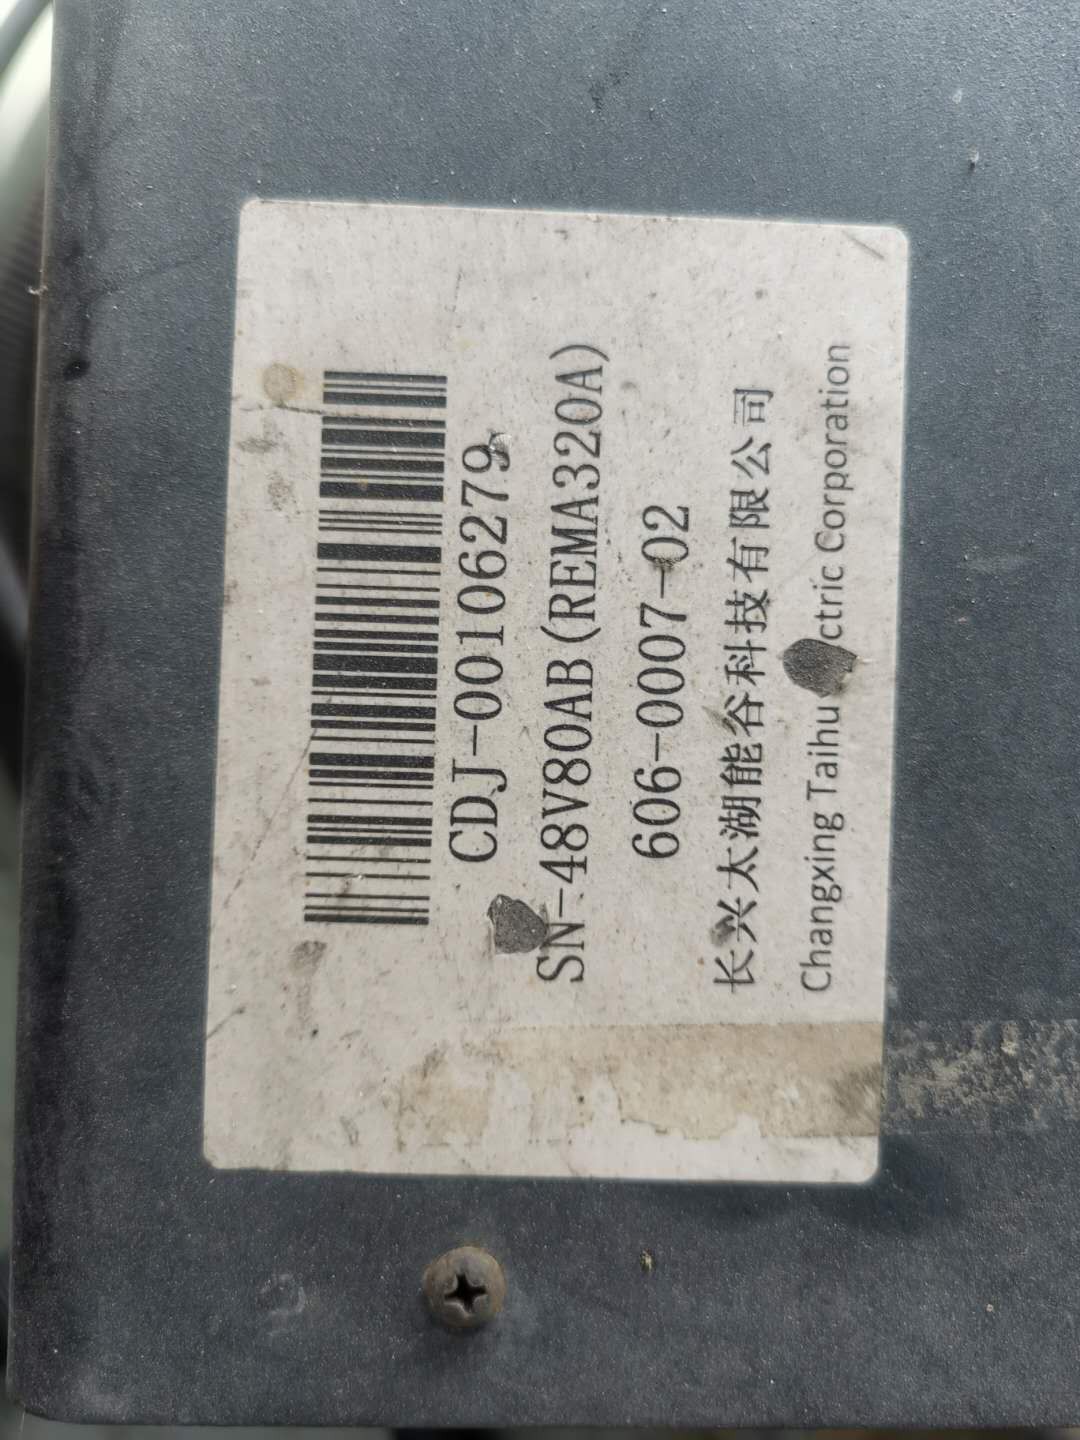 CDJ-00106279
SN-48V80AB(REMA320A)
606-0007-02
长兴太湖能谷科技有限公司
Changxing Taihu ctric Corporation